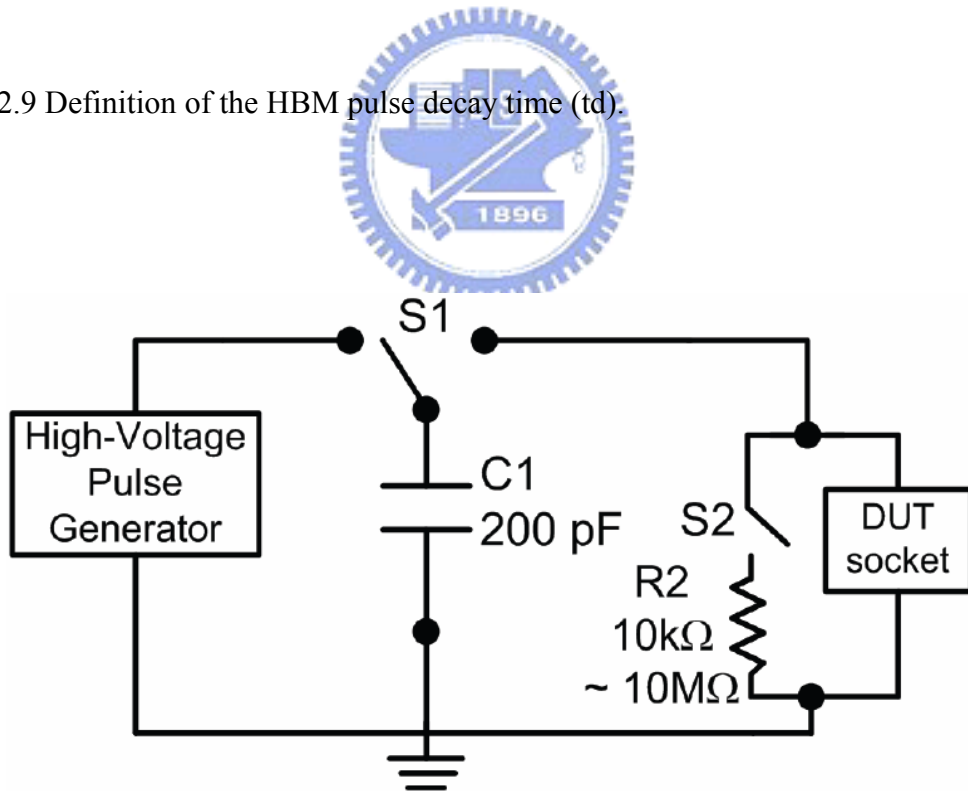 2.9 Definition of the HBM pulse decay time (td).
1896
S1
High-Voltage
Pulse
Generator
C1
200 pF
S2
R2
10kΩ
~ 10MΩ
DUT
socket